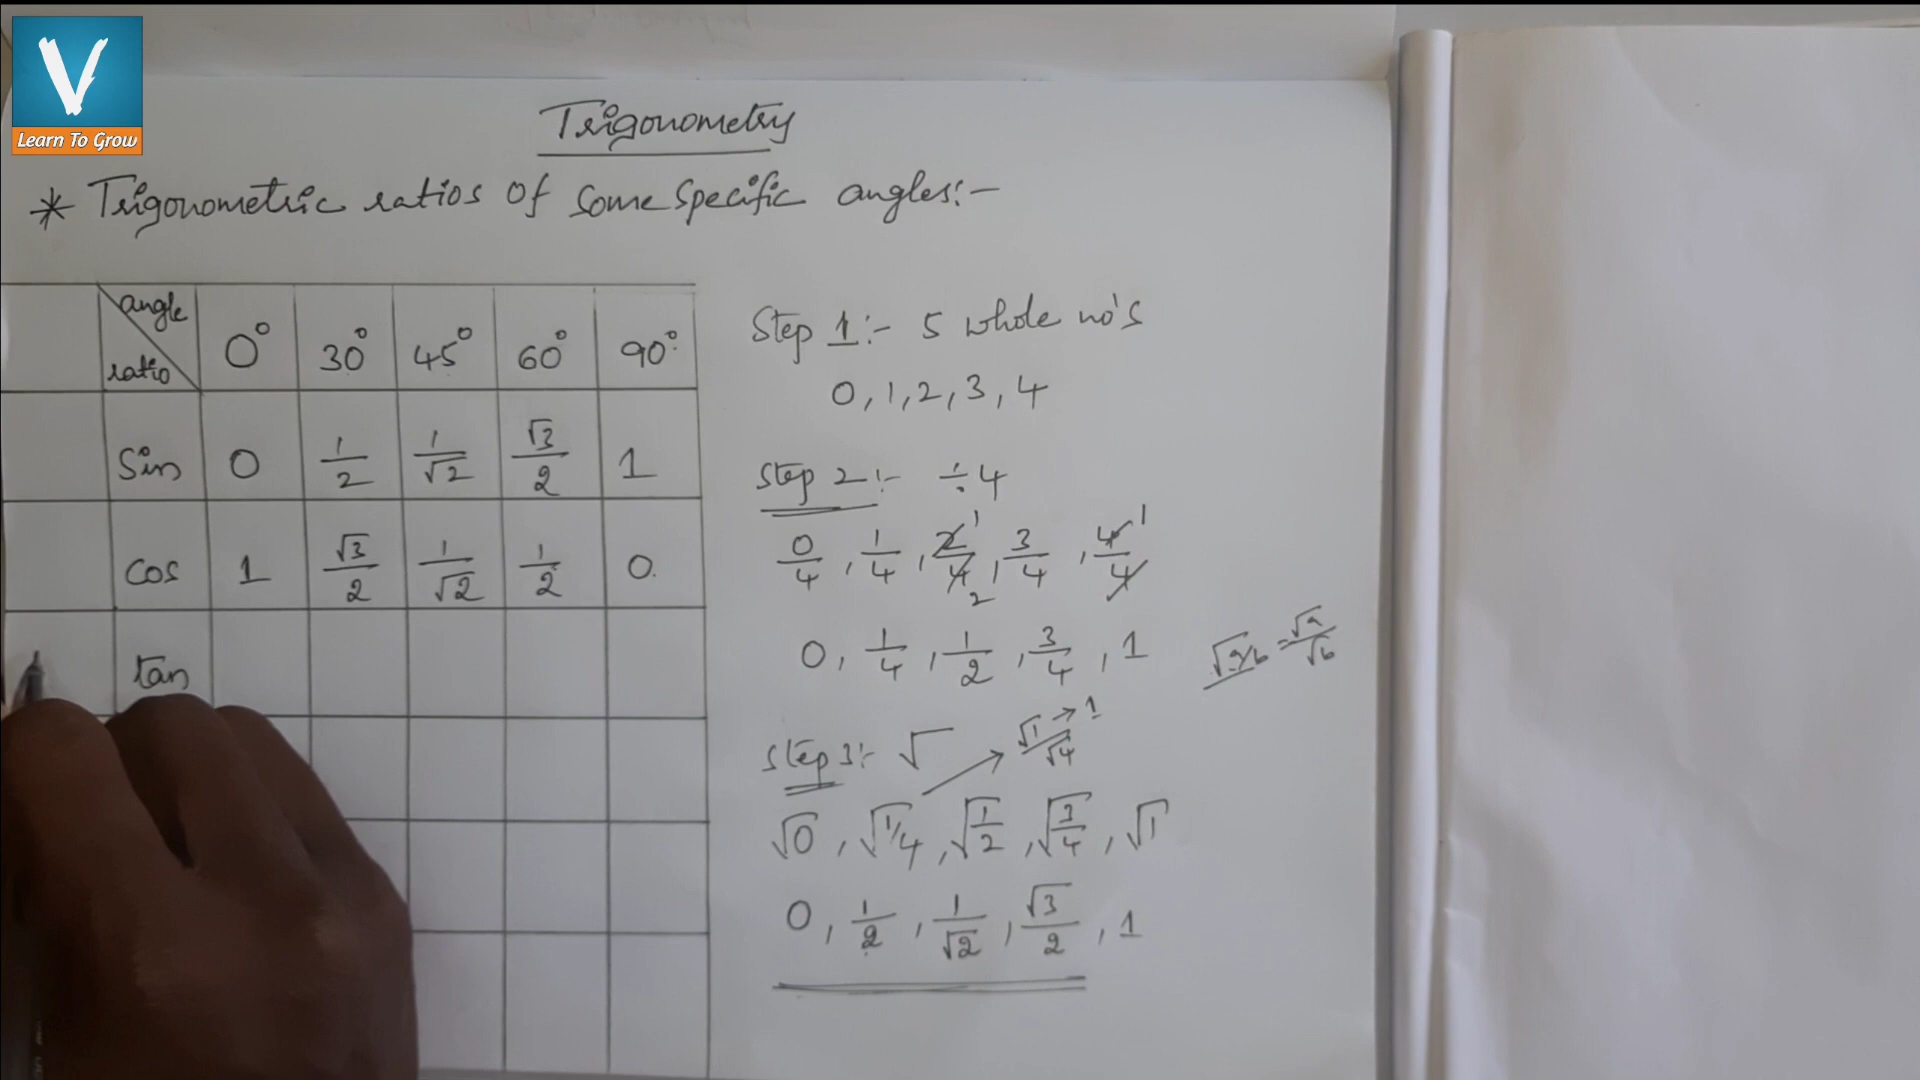 V
Learn To Grow
Trigonometry
* Trigonometric ratios of some specific angles:-
angle
ratio
0° 30° 45° 60° 90°
Sin 0 1/2 1/√2 √3/2 1
Cos 1 √3/2 1/√2 1/2 0
tan
Step 1:- 5 whole no's
0, 1, 2, 3, 4
Step 2:- ÷4
0/4, 1/4, 2/4 1 2, 3/4, 4/4 1
0, 1/4, 1/2, 3/4, 1
√a/b = √a/√b
Step 3:- √ √1/√4 → 1
√0, √1/4, √1/2, √3/4, √1
0, 1/2, 1/√2, √3/2, 1